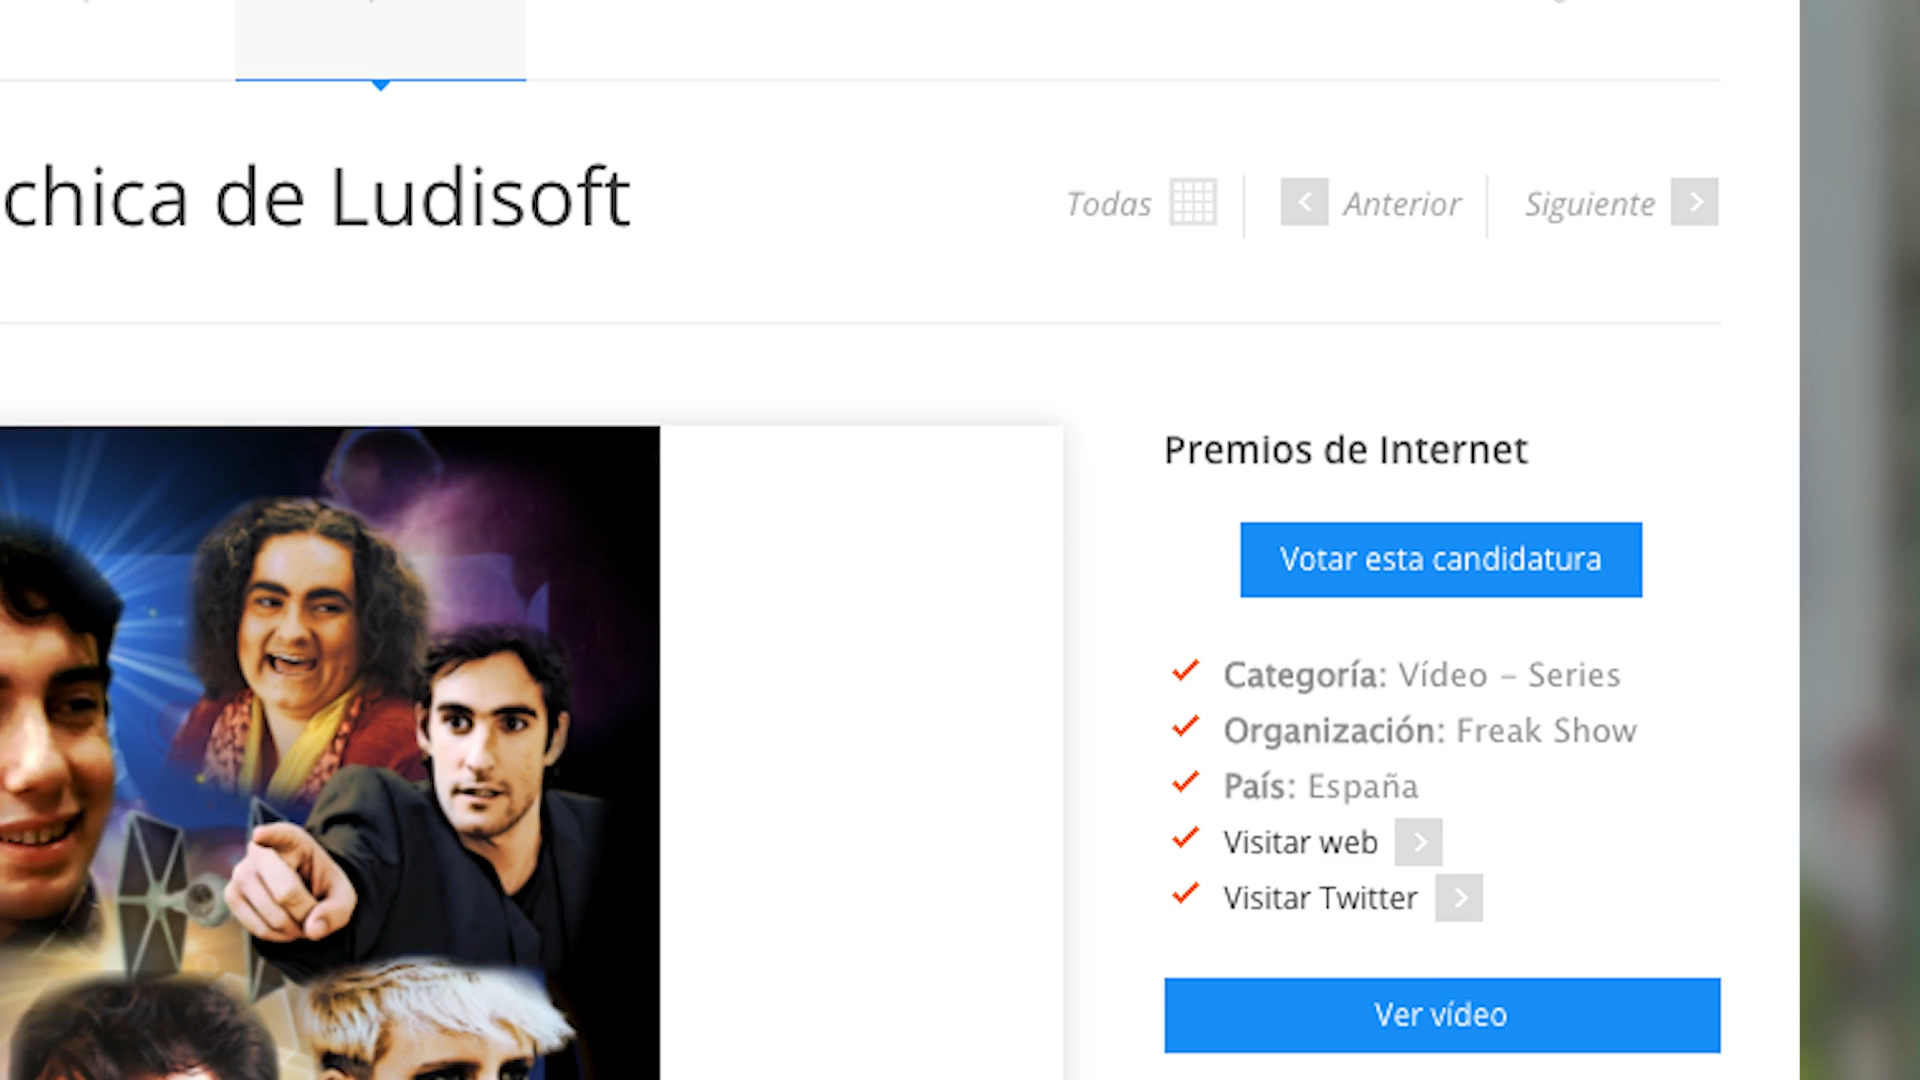 chica de Ludisoft
Todas
Anterior
Siguiente
Premios de Internet
Votar esta candidatura
Categoría: Vídeo – Series
Organización: Freak Show
País: España
Visitar web
Visitar Twitter
Ver vídeo